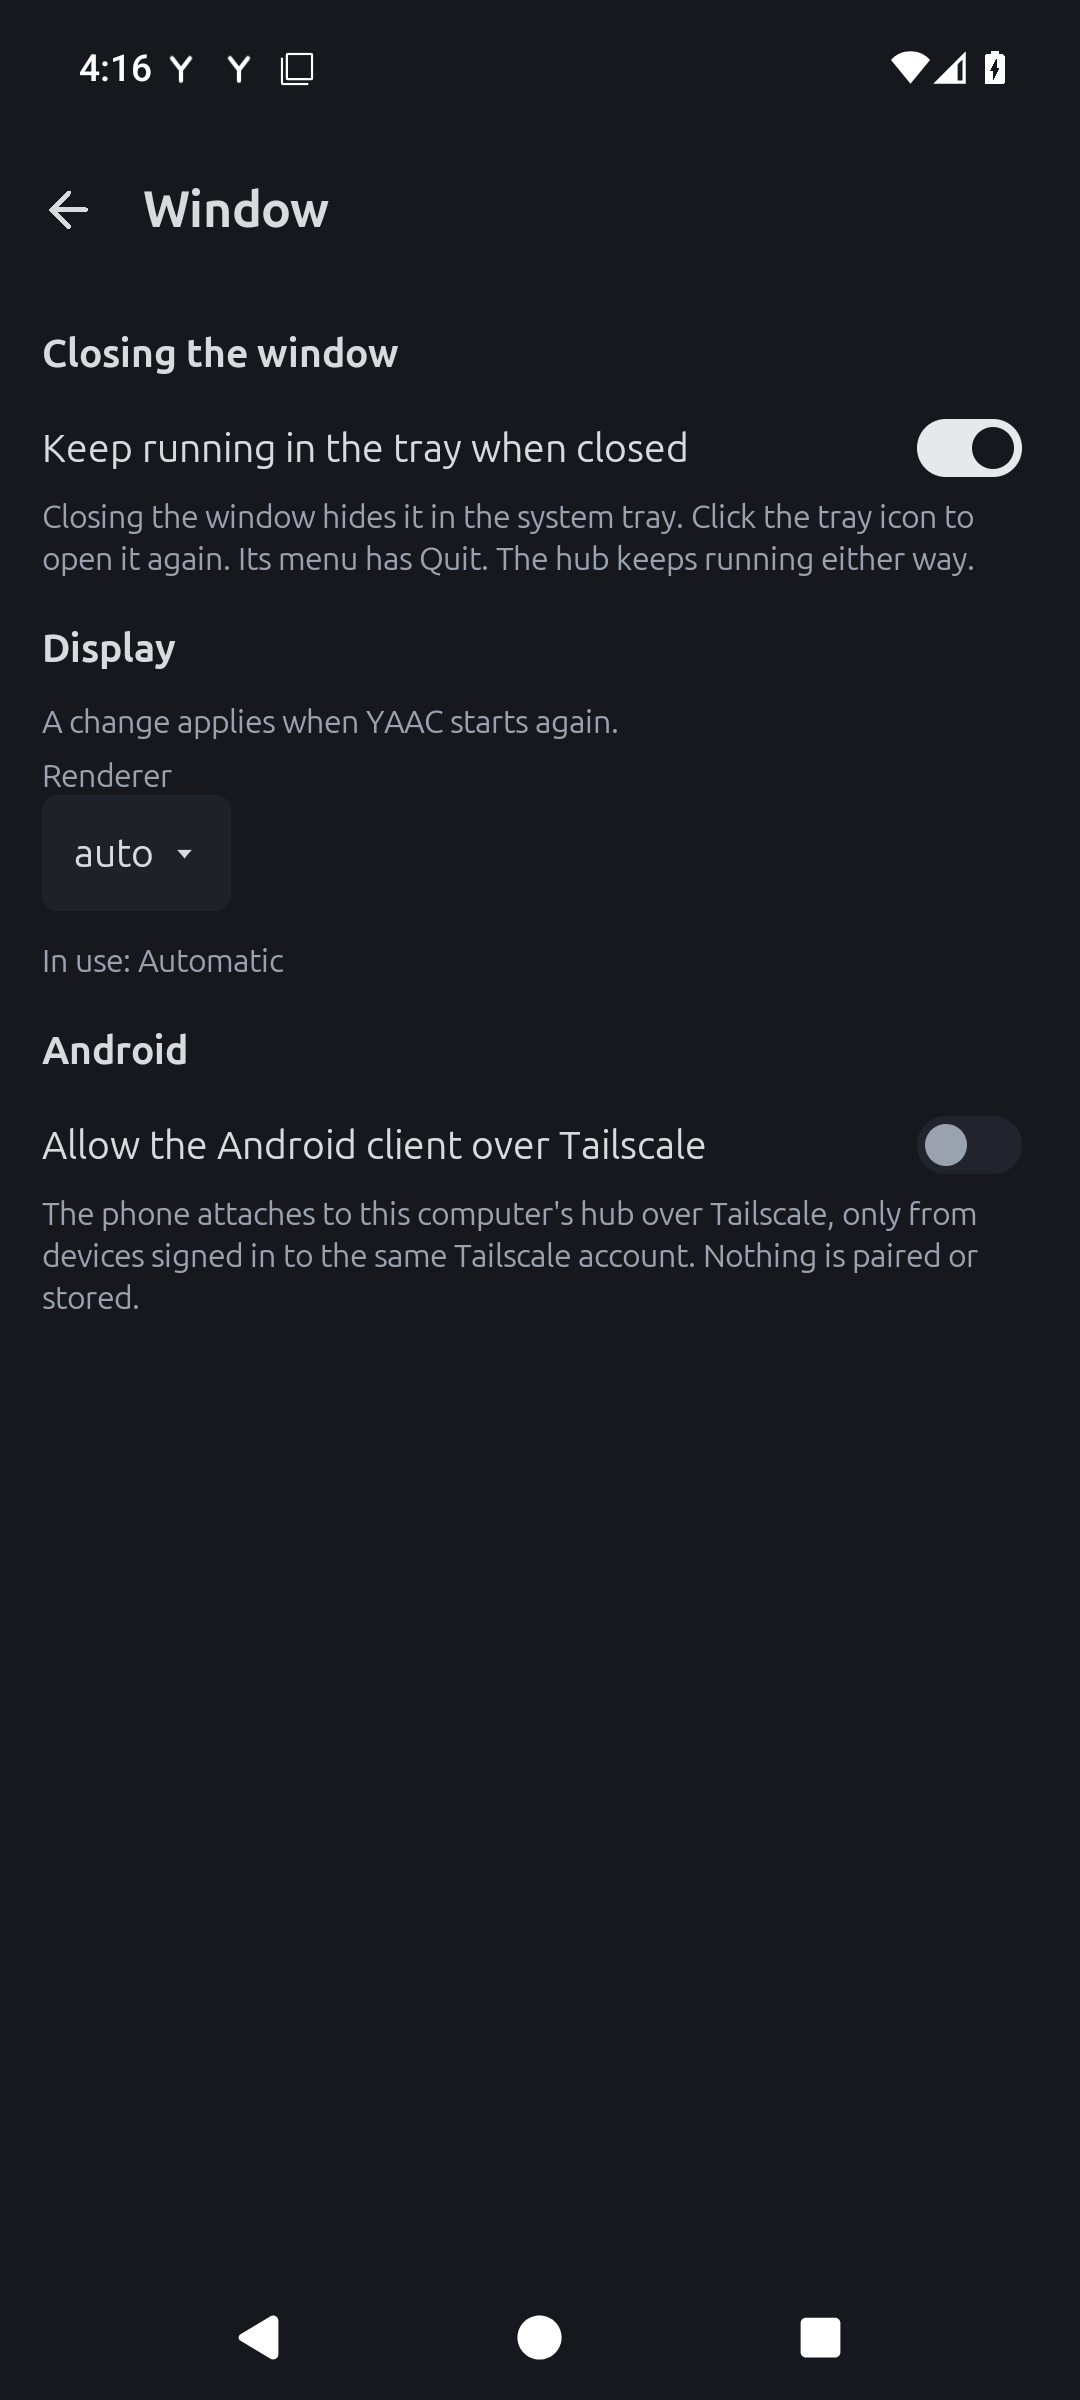 4:16
Window
Closing the window
Keep running in the tray when closed
Closing the window hides it in the system tray. Click the tray icon to
open it again. Its menu has Quit. The hub keeps running either way.
Display
A change applies when YAAC starts again.
Renderer
auto
In use: Automatic
Android
Allow the Android client over Tailscale
The phone attaches to this computer's hub over Tailscale, only from
devices signed in to the same Tailscale account. Nothing is paired or
stored.